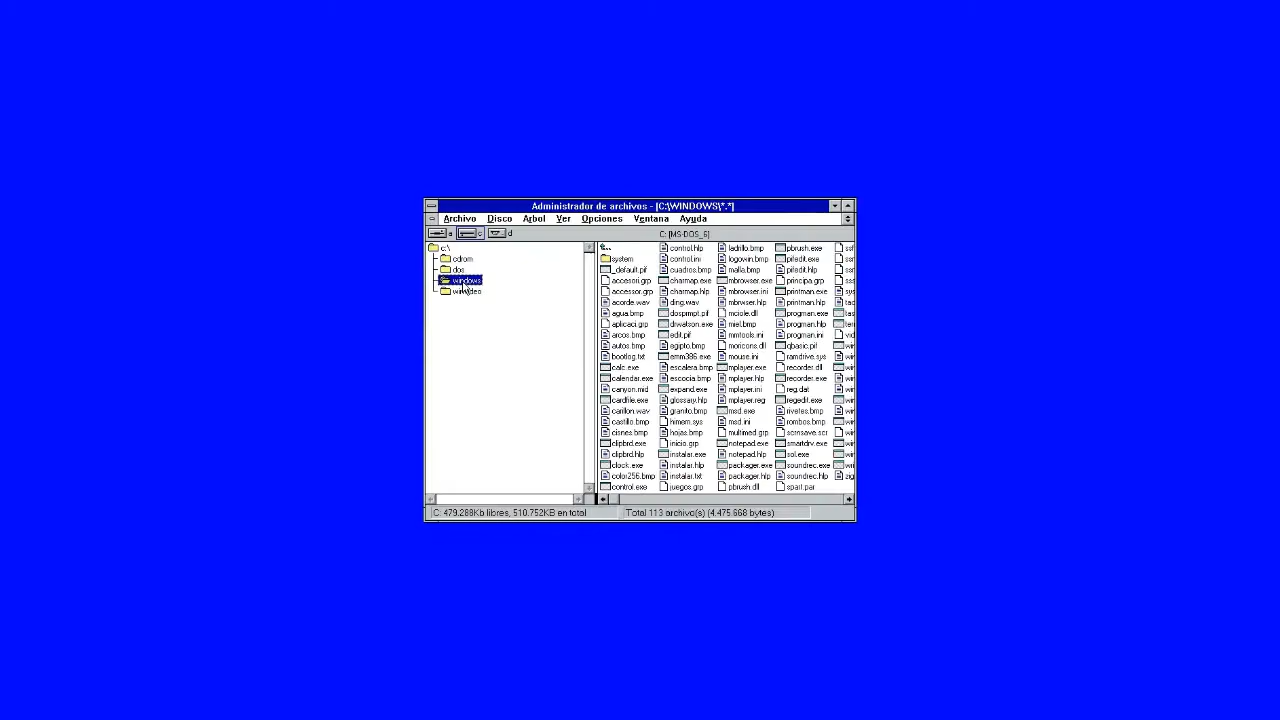 Administrador de archivos - [C:\WINDOWS\*.*]
Archivo Disco Arbol Ver Opciones Ventana Ayuda
a c d C: [MS-DOS_6]
c:\
cdrom
dos
windows
system
_default.pif
accesori.grp
accessor.grp
acorde.wav
agua.bmp
aplicaci.grp
arcos.bmp
autos.bmp
bootlog.txt
calc.exe
calendar.exe
canyon.mid
cardfile.exe
carillon.wav
castillo.bmp
cisnes.bmp
clipbrd.exe
clipbrd.hlp
clock.exe
color256.bmp
control.exe
control.hlp
control.ini
cuadros.bmp
charmap.exe
charmap.hlp
ding.wav
dosprmpt.pif
drwatson.exe
edit.pif
egipto.bmp
emm386.exe
escalera.bmp
escocia.bmp
expand.exe
glossary.hlp
granito.bmp
himem.sys
hojas.bmp
inicio.grp
instalar.exe
instalar.hlp
instalar.txt
juegos.grp
ladrillo.bmp
logowin.bmp
malla.bmp
mbrowser.exe
mbrowser.ini
mbrwser.hlp
mciole.dll
miel.bmp
mmtools.ini
moricons.dll
mouse.ini
mplayer.exe
mplayer.hlp
mplayer.ini
mplayer.reg
msd.exe
msd.ini
multimed.grp
notepad.exe
notepad.hlp
packager.exe
packager.hlp
pbrush.dll
pbrush.exe
pifedit.exe
pifedit.hlp
principa.grp
printman.exe
printman.hlp
progman.exe
progman.hlp
progman.ini
qbasic.pif
ramdrive.sys
recorder.dll
recorder.exe
reg.dat
regedit.exe
rivetes.bmp
rombos.bmp
scrnsave.scr
smartdrv.exe
sol.exe
soundrec.exe
soundrec.hlp
spart.par
C: 479.288Kb libres, 510.752KB en total Total 113 archivo(s) (4.475.668 bytes)